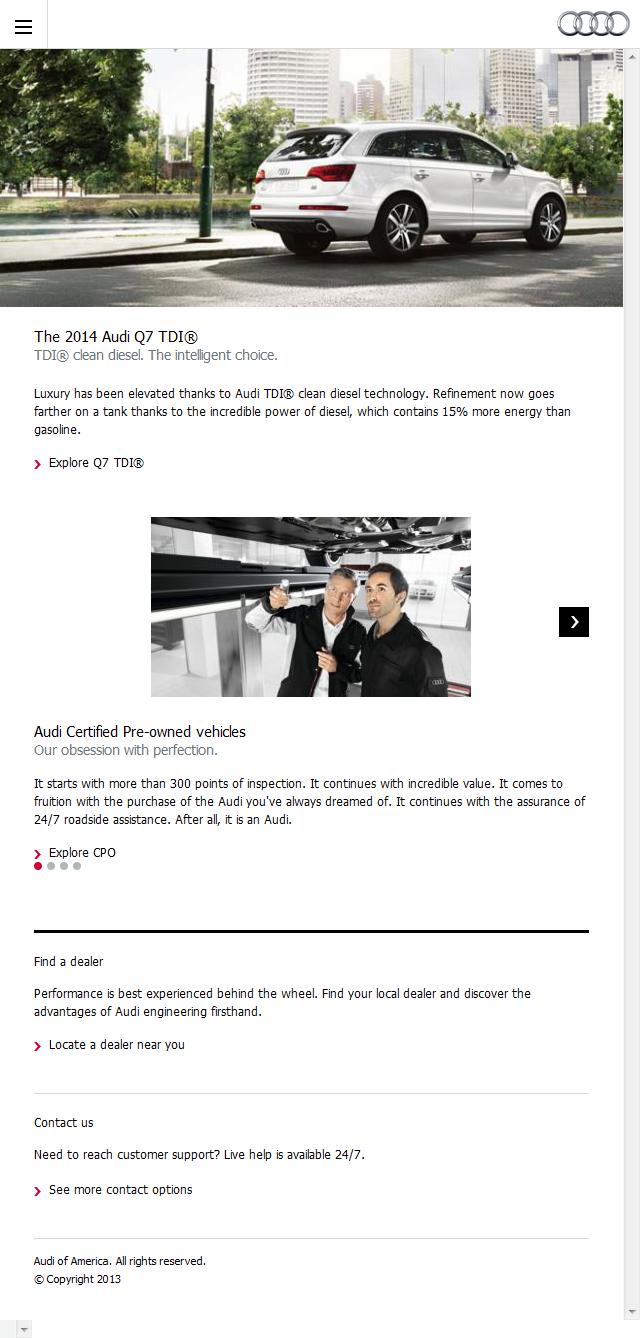 The 2014 Audi Q7 TDI®
TDI® clean diesel. The intelligent choice.
Luxury has been elevated thanks to Audi TDI® clean diesel technology. Refinement now goes
farther on a tank thanks to the incredible power of diesel, which contains 15% more energy than
gasoline.
Explore Q7 TDI®
Audi Certified Pre-owned vehicles
Our obsession with perfection.
It starts with more than 300 points of inspection. It continues with incredible value. It comes to
fruition with the purchase of the Audi you've always dreamed of. It continues with the assurance of
24/7 roadside assistance. After all, it is an Audi.
Explore CPO
Find a dealer
Performance is best experienced behind the wheel. Find your local dealer and discover the
advantages of Audi engineering firsthand.
Locate a dealer near you
Contact us
Need to reach customer support? Live help is available 24/7.
See more contact options
Audi of America. All rights reserved.
© Copyright 2013